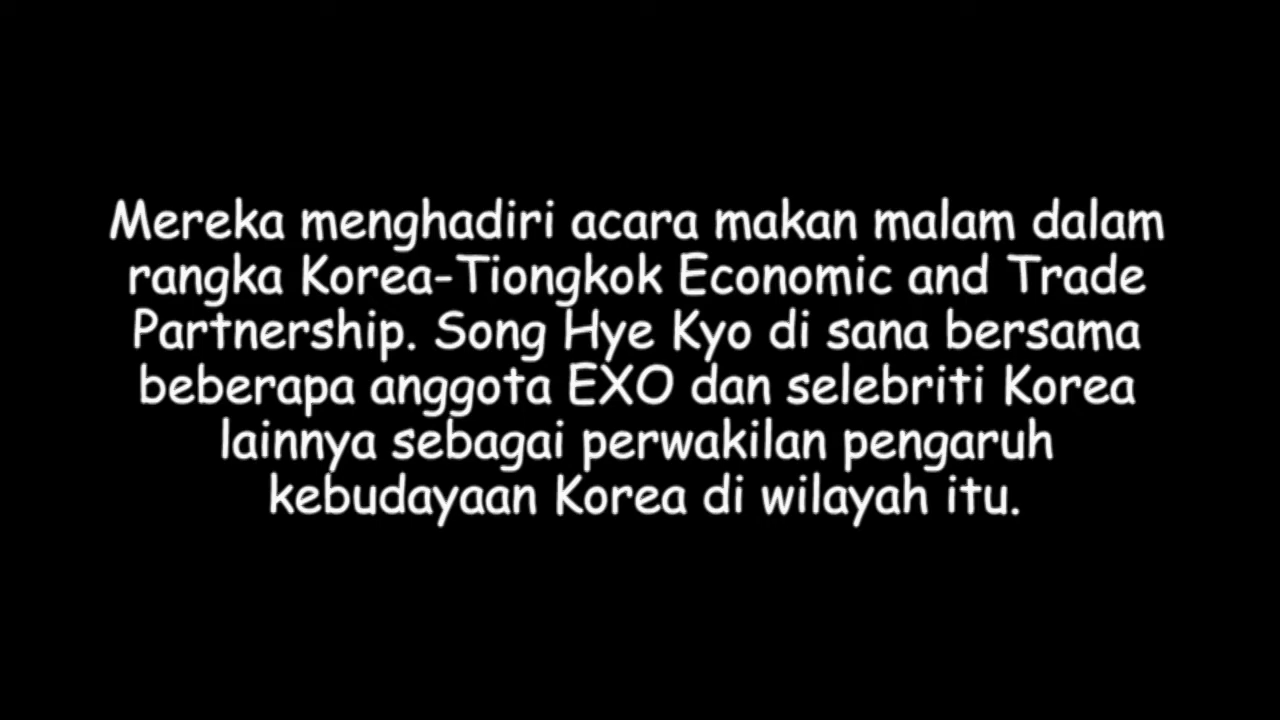 Mereka menghadiri acara makan malam dalam
rangka Korea-Tiongkok Economic and Trade
Partnership. Song Hye Kyo di sana bersama
beberapa anggota EXO dan selebriti Korea
lainnya sebagai perwakilan pengaruh
kebudayaan Korea di wilayah itu.